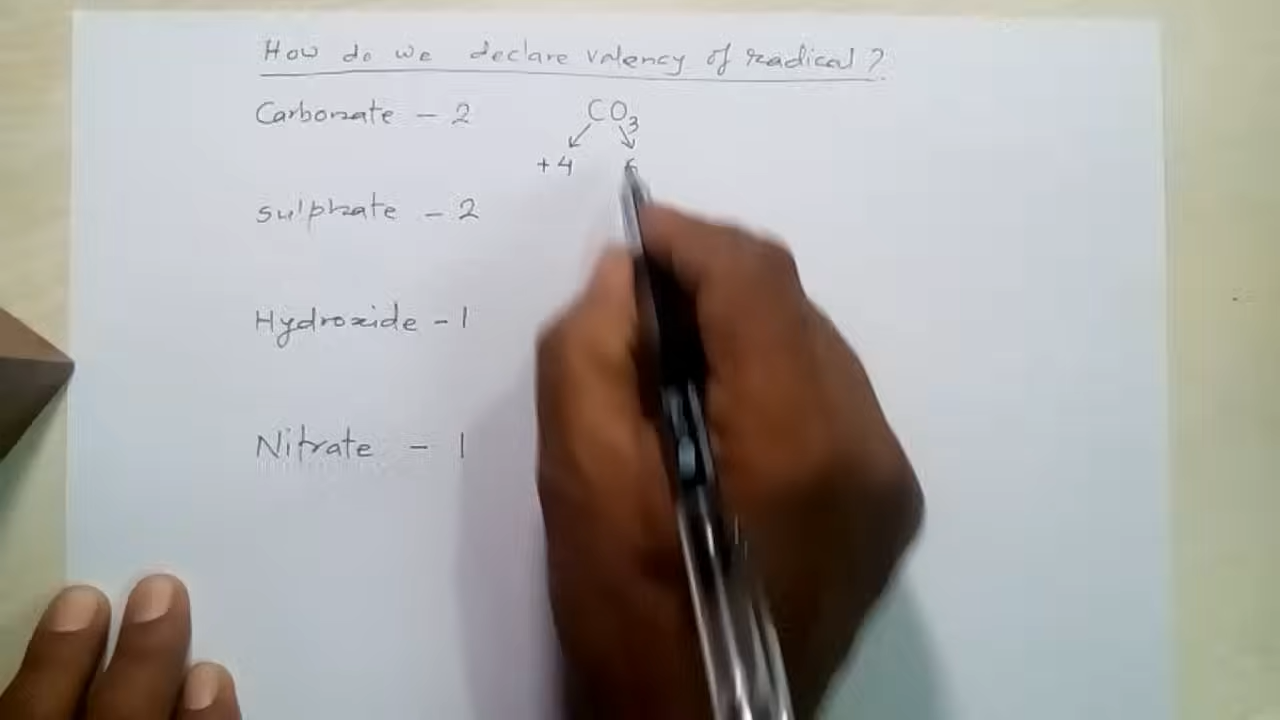 How do we declare valency of radical?
Carbonate - 2 CO3
+4
Sulphate - 2
Hydroxide - 1
Nitrate - 1